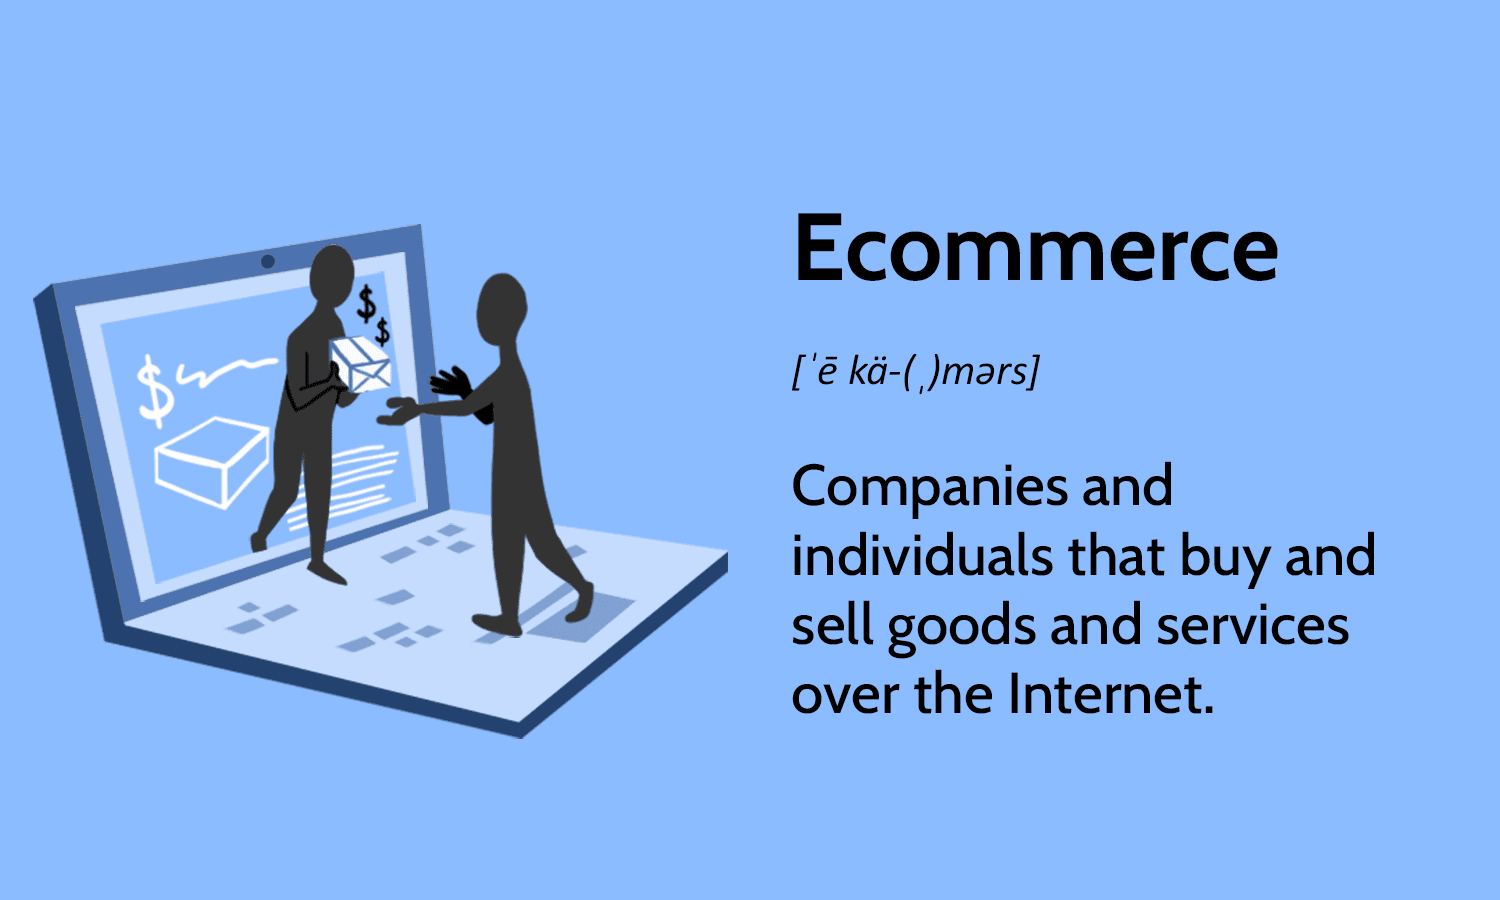 $
$
$
Ecommerce
[ˈē kä-(ˌ)mərs]
Companies and
individuals that buy and
sell goods and services
over the Internet.